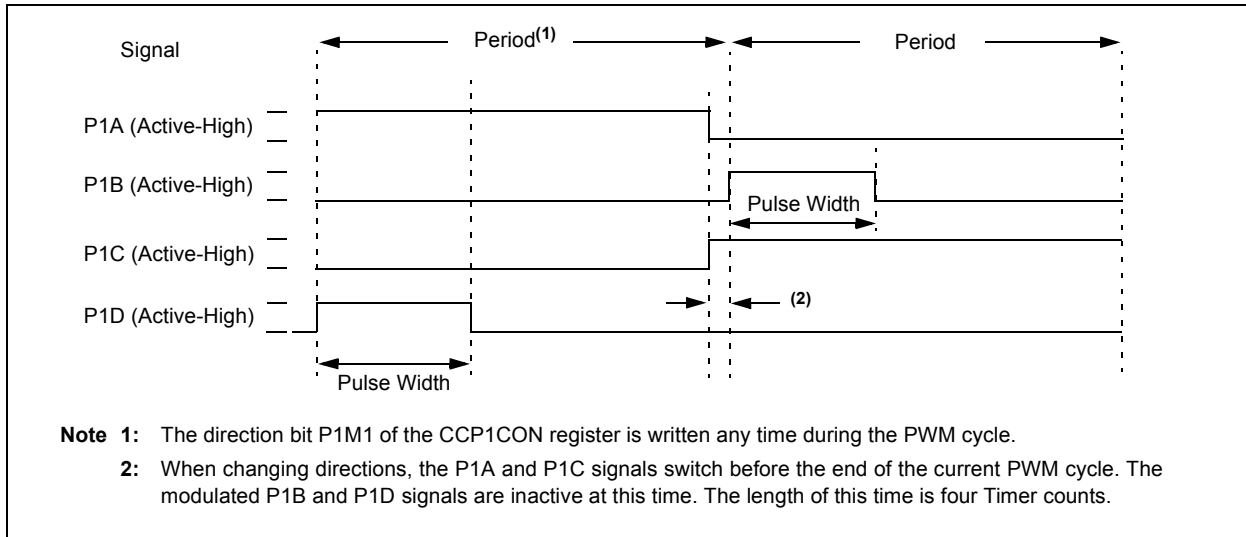 Signal
Period(1)
Period
P1A (Active-High)
P1B (Active-High)
Pulse Width
P1C (Active-High)
(2)
P1D (Active-High)
Pulse Width
Note 1: The direction bit P1M1 of the CCP1CON register is written any time during the PWM cycle.
2: When changing directions, the P1A and P1C signals switch before the end of the current PWM cycle. The
modulated P1B and P1D signals are inactive at this time. The length of this time is four Timer counts.